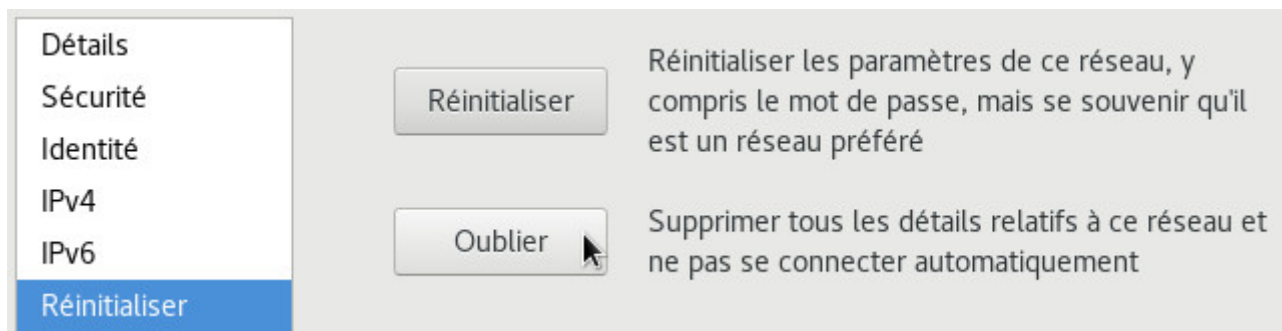 Détails
Sécurité
Identité
IPv4
IPv6
Réinitialiser
Réinitialiser
Réinitialiser les paramètres de ce réseau, y
compris le mot de passe, mais se souvenir qu'il
est un réseau préféré
Oublier
Supprimer tous les détails relatifs à ce réseau et
ne pas se connecter automatiquement